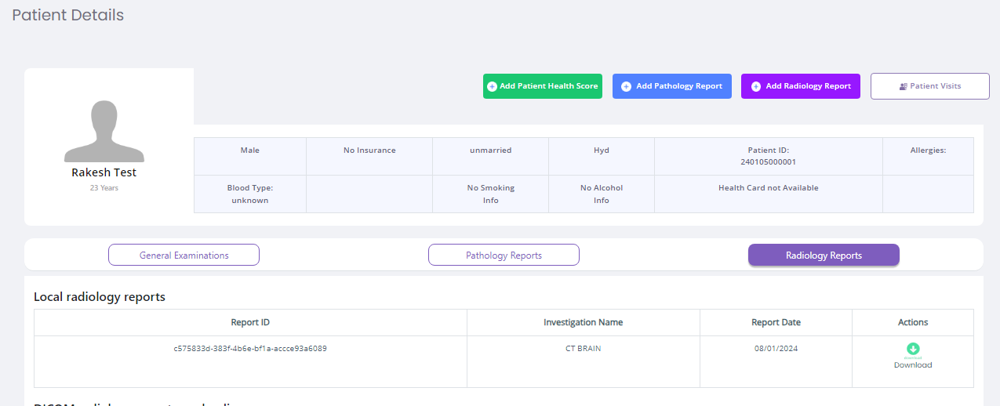 Patient Details
Add Patient Health Score
Add Pathology Report
Add Radiology Report
Patient Visits
Rakesh Test
23 Years
Male
No Insurance
unmarried
Hyd
Patient ID:
240105000001
Allergies:
Blood Type:
unknown
No Smoking
Info
No Alcohol
Info
Health Card not Available
General Examinations
Pathology Reports
Radiology Reports
Local radiology reports
Report ID
Investigation Name
Report Date
Actions
c575833d-383f-4b6e-bf1a-accce93a6089
CT BRAIN
08/01/2024
download
Download